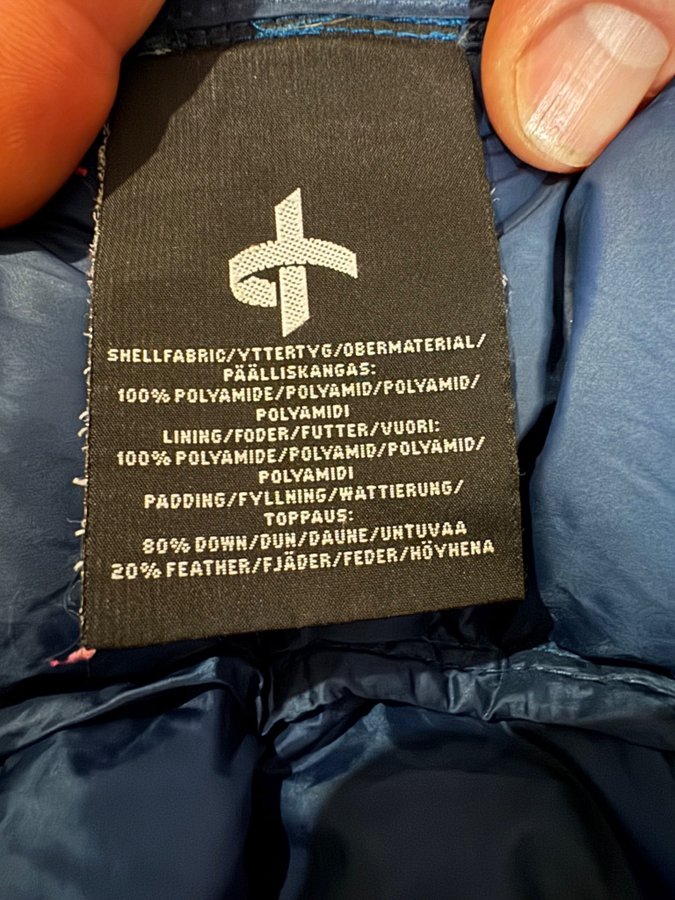 SHELLFABRIC/YTTERTYG/OBERMATERIAL/
PÄÄLLISKANGAS:
100% POLYAMIDE/POLYAMID/POLYAMID/
POLYAMIDI
LINING/FODER/FUTTER/VUORI:
100% POLYAMIDE/POLYAMID/POLYAMID/
POLYAMIDI
PADDING/FYLLNING/WATTIERUNG/
TOPPAUS:
80% DOWN/DUN/DAUNE/UNTUVAA
20% FEATHER/FJÄDER/FEDER/HÖYHENA